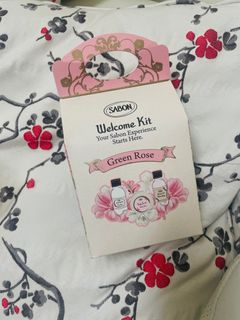 SABON
Welcome Kit
Your Sabon Experience
Starts Here.
Green Rose